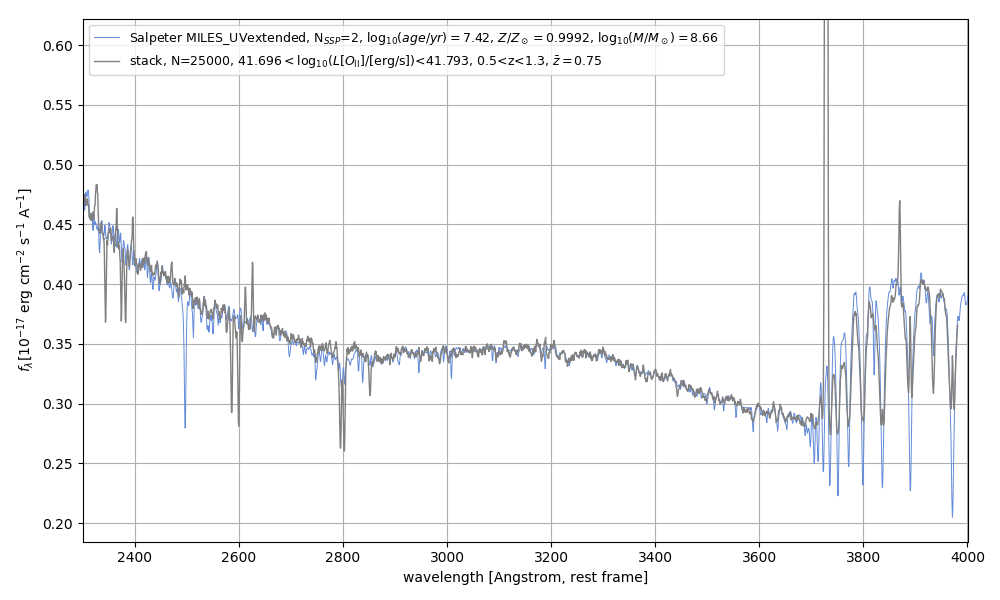 Salpeter MILES_UVextended, N_SSP=2, log₁₀(age/yr) = 7.42, Z/Z⊙ = 0.9992, log₁₀(M/M⊙) = 8.66
stack, N=25000, 41.696 < log₁₀(L[O_II]/[erg/s])<41.793, 0.5<z<1.3, z̄ = 0.75
0.60
0.55
0.50
0.45
0.40
0.35
0.30
0.25
0.20
f_λ[10⁻¹⁷ erg cm⁻² s⁻¹ A⁻¹]
2400 2600 2800 3000 3200 3400 3600 3800 4000
wavelength [Angstrom, rest frame]